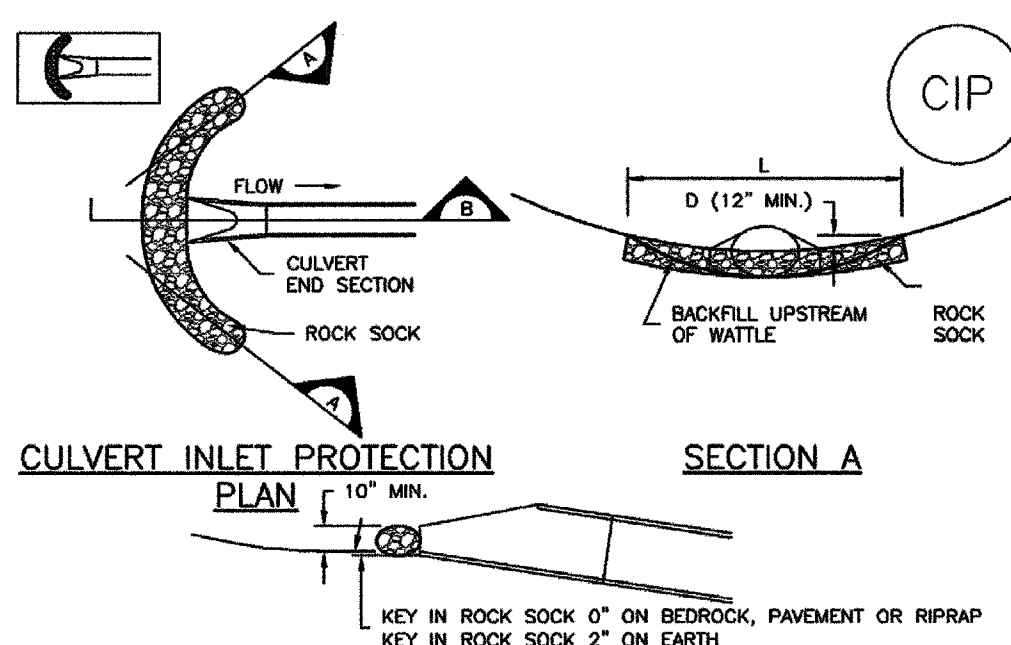 A
CIP
FLOW
B
L
D (12" MIN.)
CULVERT
END SECTION
ROCK SOCK
BACKFILL UPSTREAM
OF WATTLE
ROCK
SOCK
A
CULVERT INLET PROTECTION
PLAN
SECTION A
10" MIN.
KEY IN ROCK SOCK 0" ON BEDROCK, PAVEMENT OR RIPRAP
KEY IN ROCK SOCK 2" ON EARTH